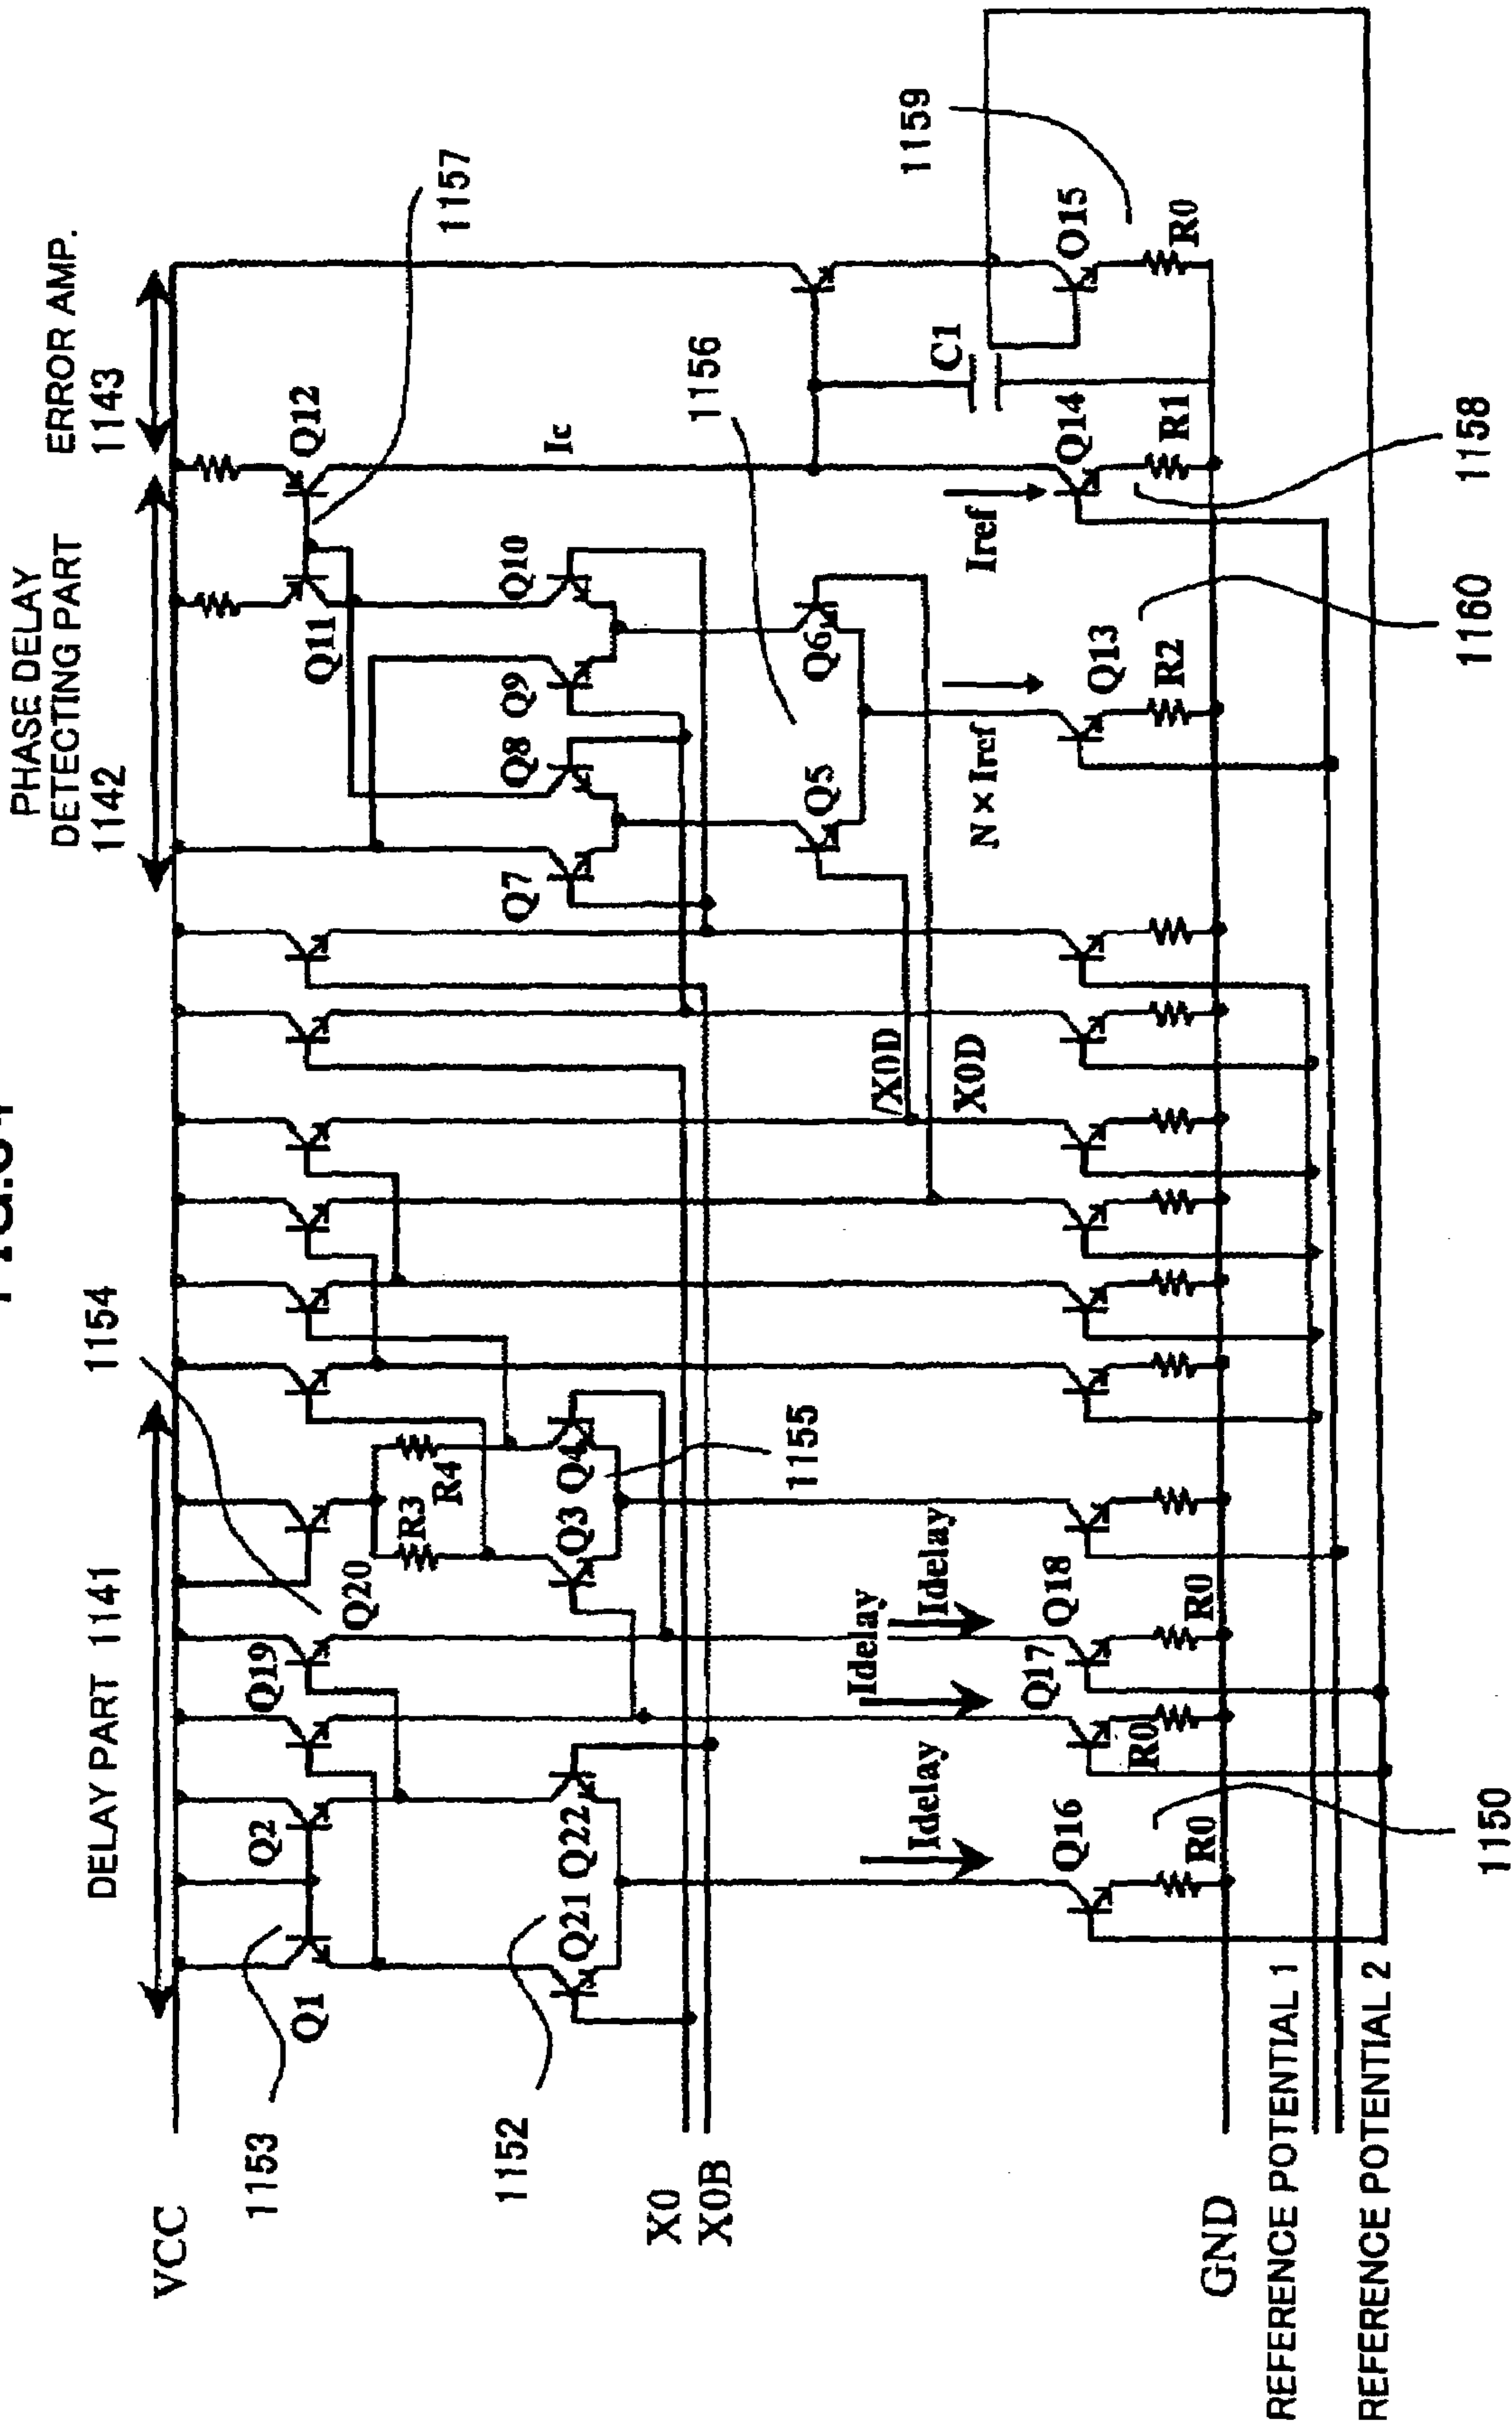 DELAY PART 1141
1154
PHASE DELAY
DETECTING PART
1142
ERROR AMP.
1143
VCC
1153
Q1
Q2
Q19
Q20
R3
R4
Q11
Q12
1157
1152
Q21
Q22
Q3
Q4
1155
Q7
Q8
Q9
Q10
Ic
1156
X0
X0B
Q5
Q6
C1
1159
/X0D
X0D
Idelay
Idelay
Idelay
N×Iref
Iref
Q16
Q17
Q18
Q13
Q14
Q15
R0
R0
R0
R2
R1
R0
GND
1150
1160
1158
REFERENCE POTENTIAL 1
REFERENCE POTENTIAL 2